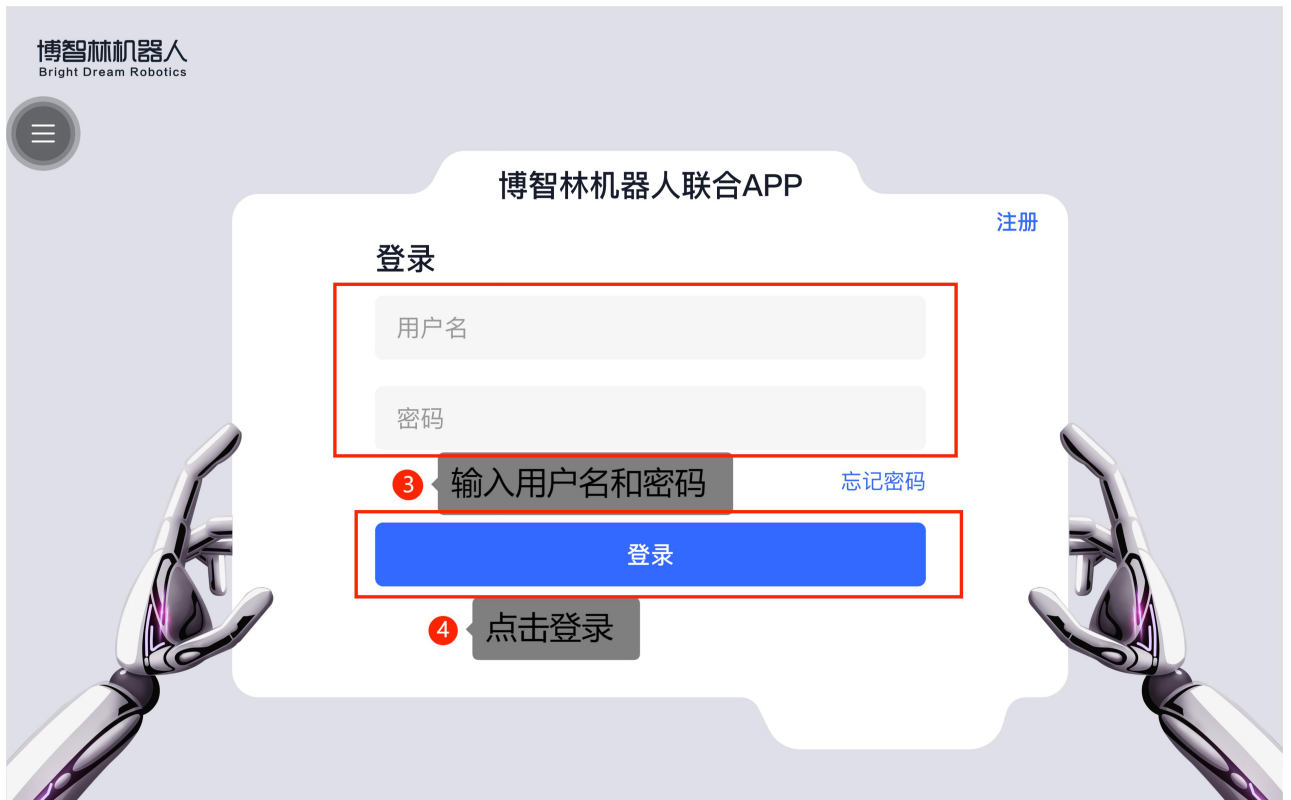 博智林机器人
Bright Dream Robotics
博智林机器人联合APP
注册
登录
用户名
密码
3 输入用户名和密码
忘记密码
登录
4 点击登录